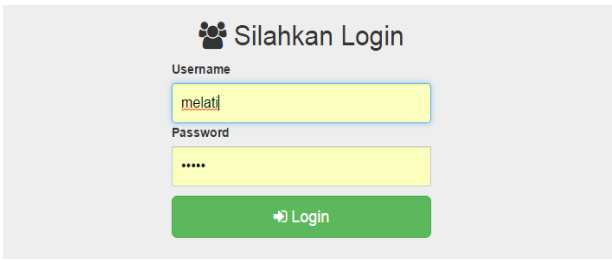 Silahkan Login
Username
melati
Password
•••••
Login